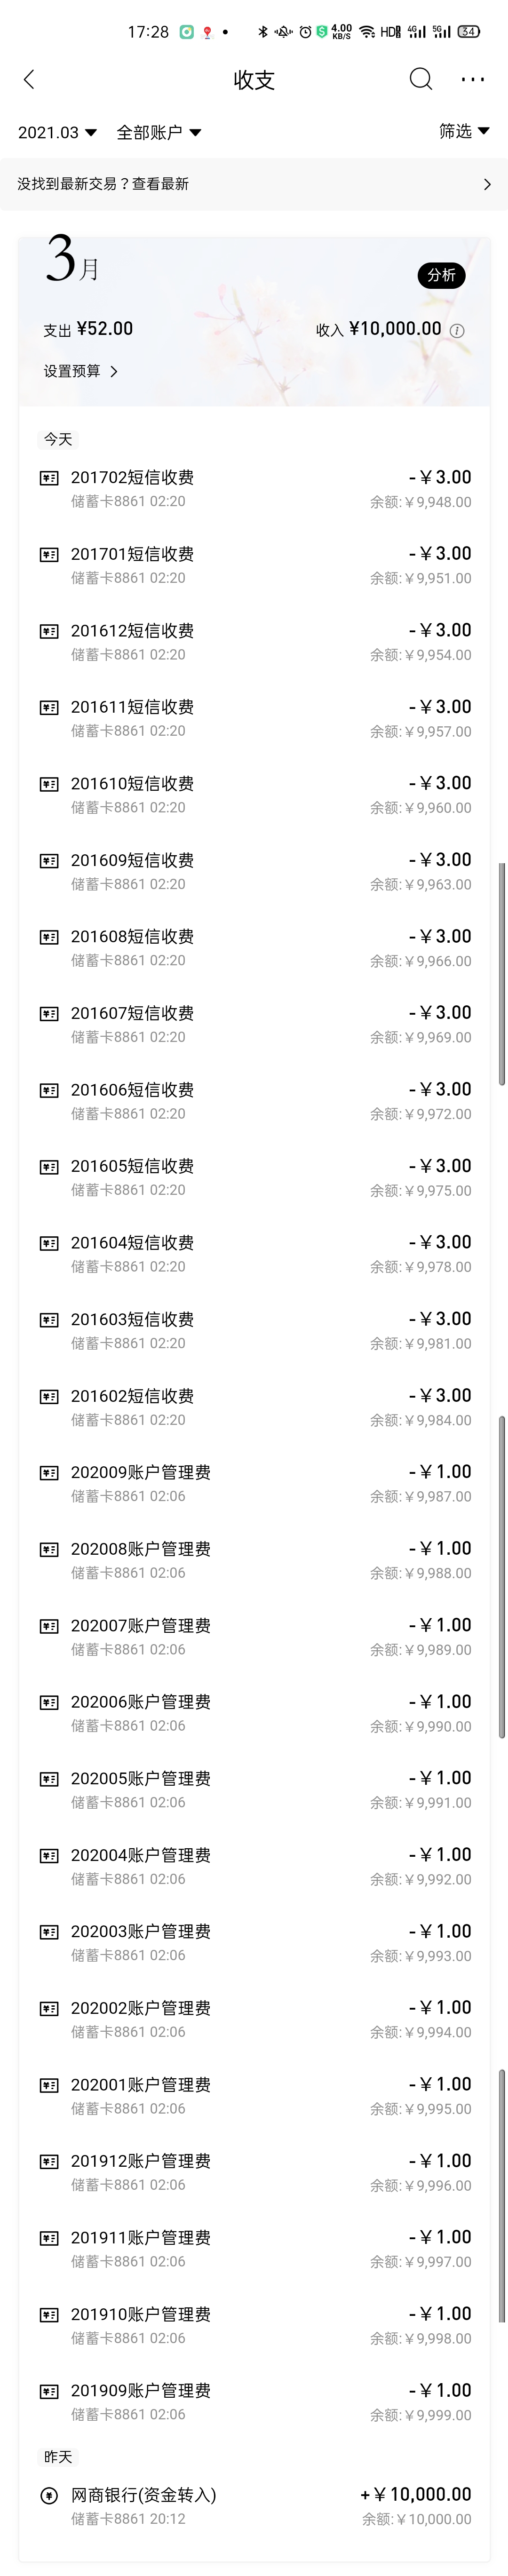 17:28 4.00 KB/S HD 4G 5G 34
收支
2021.03 全部账户 筛选
没找到最新交易？查看最新
3月
分析
支出 ¥52.00 收入 ¥10,000.00
设置预算
今天
201702短信收费 -￥3.00
储蓄卡8861 02:20 余额:￥9,948.00
201701短信收费 -￥3.00
储蓄卡8861 02:20 余额:￥9,951.00
201612短信收费 -￥3.00
储蓄卡8861 02:20 余额:￥9,954.00
201611短信收费 -￥3.00
储蓄卡8861 02:20 余额:￥9,957.00
201610短信收费 -￥3.00
储蓄卡8861 02:20 余额:￥9,960.00
201609短信收费 -￥3.00
储蓄卡8861 02:20 余额:￥9,963.00
201608短信收费 -￥3.00
储蓄卡8861 02:20 余额:￥9,966.00
201607短信收费 -￥3.00
储蓄卡8861 02:20 余额:￥9,969.00
201606短信收费 -￥3.00
储蓄卡8861 02:20 余额:￥9,972.00
201605短信收费 -￥3.00
储蓄卡8861 02:20 余额:￥9,975.00
201604短信收费 -￥3.00
储蓄卡8861 02:20 余额:￥9,978.00
201603短信收费 -￥3.00
储蓄卡8861 02:20 余额:￥9,981.00
201602短信收费 -￥3.00
储蓄卡8861 02:20 余额:￥9,984.00
202009账户管理费 -￥1.00
储蓄卡8861 02:06 余额:￥9,987.00
202008账户管理费 -￥1.00
储蓄卡8861 02:06 余额:￥9,988.00
202007账户管理费 -￥1.00
储蓄卡8861 02:06 余额:￥9,989.00
202006账户管理费 -￥1.00
储蓄卡8861 02:06 余额:￥9,990.00
202005账户管理费 -￥1.00
储蓄卡8861 02:06 余额:￥9,991.00
202004账户管理费 -￥1.00
储蓄卡8861 02:06 余额:￥9,992.00
202003账户管理费 -￥1.00
储蓄卡8861 02:06 余额:￥9,993.00
202002账户管理费 -￥1.00
储蓄卡8861 02:06 余额:￥9,994.00
202001账户管理费 -￥1.00
储蓄卡8861 02:06 余额:￥9,995.00
201912账户管理费 -￥1.00
储蓄卡8861 02:06 余额:￥9,996.00
201911账户管理费 -￥1.00
储蓄卡8861 02:06 余额:￥9,997.00
201910账户管理费 -￥1.00
储蓄卡8861 02:06 余额:￥9,998.00
201909账户管理费 -￥1.00
储蓄卡8861 02:06 余额:￥9,999.00
昨天
网商银行(资金转入) +￥10,000.00
储蓄卡8861 20:12 余额:￥10,000.00